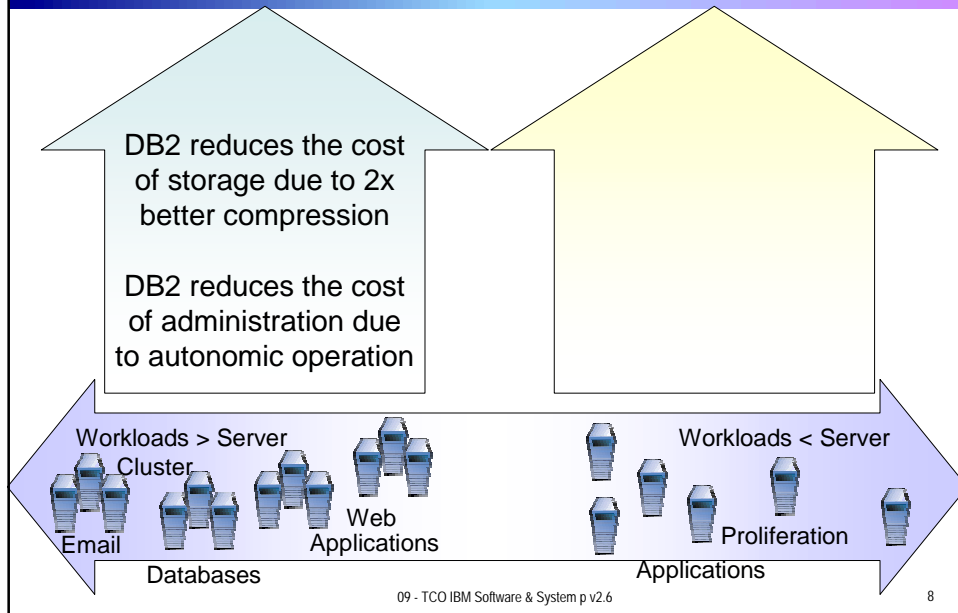 DB2 reduces the cost
of storage due to 2x
better compression
DB2 reduces the cost
of administration due
to autonomic operation
Workloads > Server
Cluster
Workloads < Server
Email
Databases
Web
Applications
Proliferation
Applications
09 - TCO IBM Software & System p v2.6
8